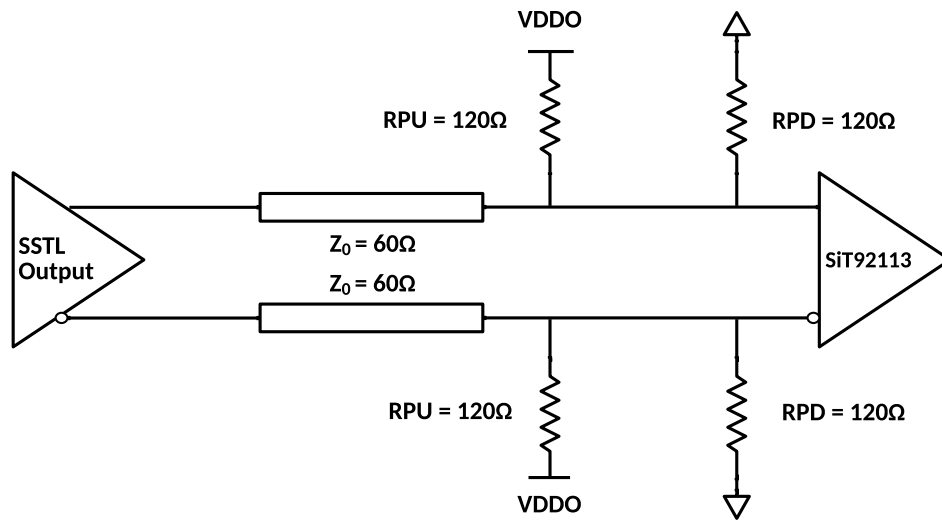 VDDO
RPU = 120Ω
RPD = 120Ω
SSTL
Output
Z₀ = 60Ω
Z₀ = 60Ω
SiT92113
RPU = 120Ω
RPD = 120Ω
VDDO